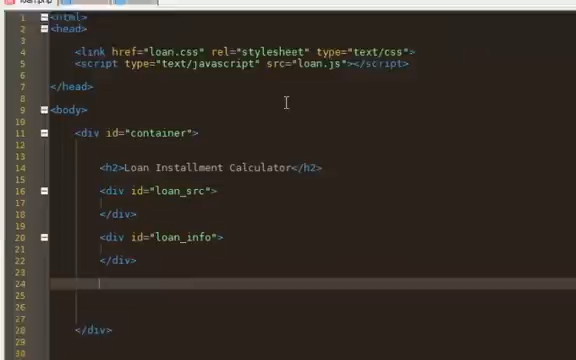 loan.php
1 <html>
2 <head>
3
4 <link href="loan.css" rel="stylesheet" type="text/css">
5 <script type="text/javascript" src="loan.js"></script>
6
7 </head>
8
9 <body>
10
11 <div id="container">
12
13
14 <h2>Loan Installment Calculator</h2>
15
16 <div id="loan_src">
17
18 </div>
19
20 <div id="loan_info">
21
22 </div>
23
24
25
26
27
28 </div>
29
30